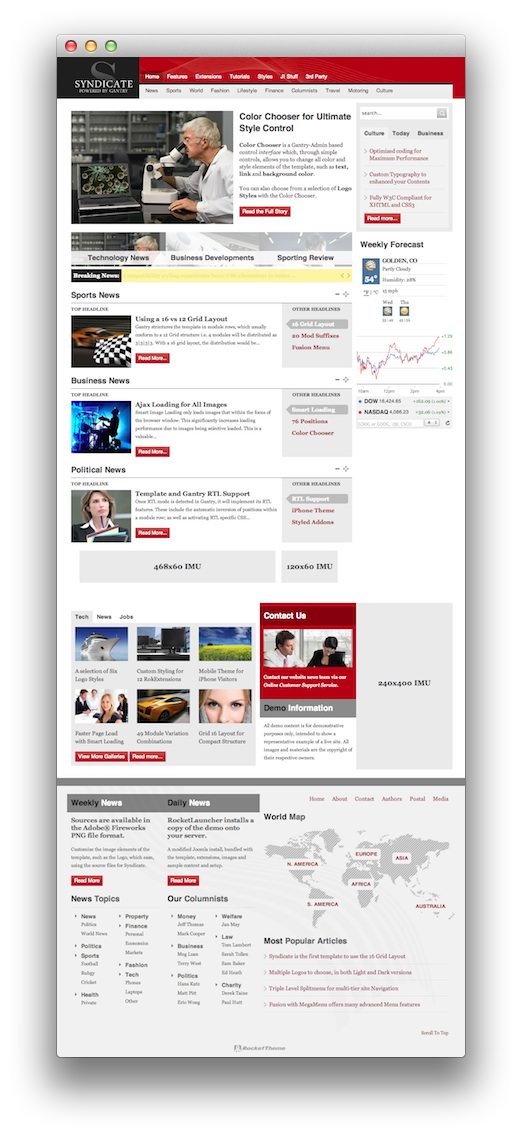 S
SYNDICATE
POWERED BY GANTRY
Home Features Extensions Tutorials Styles J! Stuff 3rd Party
News Sports World Fashion Lifestyle Finance Columnists Travel Motoring Culture
Color Chooser for Ultimate
Style Control
Color Chooser is a Gantry-Admin based
control interface which, through simple
controls, allows you to change all color and
style elements of the template, such as text,
link and background color.
You can also choose from a selection of Logo
Styles with the Color Chooser.
Read the Full Story
search...
Culture Today Business
Optimised coding for
Maximum Performance
Custom Typography to
enhanced your Contents
Fully W3C Compliant for
XHTML and CSS3
Read more...
Technology News Business Developments Sporting Review
Breaking News:
Weekly Forecast
GOLDEN, CO
Partly Cloudy
Humidity: 28%
54°
°F | °C
15 mph
Wed Thu
Sports News
TOP HEADLINE
Using a 16 vs 12 Grid Layout
Gantry structures the template in module rows, which usually
conform to a 12 Grid structure i.e. 4 modules will be distributed as
3|3|3|3. With a 16 grid layout, the distribution would be...
Read More...
OTHER HEADLINES
16 Grid Layout
20 Mod Suffixes
Fusion Menu
10am 12pm 2pm 4pm
DOW 16,424.85 +162.09 (1.00%)
NASDAQ 4,086.23
Business News
TOP HEADLINE
Ajax Loading for All Images
Smart Image Loading only loads images that within the focus of
the browser window. This significantly increases loading
performance due to images being selective loaded. This is a
valuable...
Read More...
OTHER HEADLINES
Smart Loading
76 Positions
Color Chooser
Political News
TOP HEADLINE
Template and Gantry RTL Support
Once RTL mode is detected in Gantry, it will implement its RTL
features. These include the automatic inversion of positions within
a module row; as well as activating RTL specific CSS...
Read More...
OTHER HEADLINES
RTL Support
iPhone Theme
Styled Addons
468x60 IMU
120x60 IMU
Tech News Jobs
A selection of Six
Logo Styles
Custom Styling for
12 RokExtensions
Mobile Theme for
iPhone Visitors
Faster Page Load
with Smart Loading
49 Module Variation
Combinations
Grid 16 Layout for
Compact Structure
View More Galleries Read more...
Contact Us
Contact our website news team via our
Online Customer Support Service.
Demo Information
All demo content is for demonstrative
purposes only, intended to show a
representative example of a live site. All
images and materials are the copyright of
their respective owners.
240x400 IMU
Weekly News
Sources are available in
the Adobe® Fireworks
PNG file format.
Customize the image elements of the
template, such as the Logo, which ease,
using the source files for Syndicate.
Read More
Daily News
RocketLauncher installs a
copy of the demo onto
your server.
A modified Joomla install, bundled with
the template, extensions, images and
sample content and setup.
Read More
Home About Contact Authors Postal Media
World Map
N. AMERICA
EUROPE
ASIA
AFRICA
S. AMERICA
AUSTRALIA
News Topics
News
Politics
World News
Politics
Sports
Football
Rugby
Cricket
Health
Private
Property
Finance
Personal
Economics
Markets
Fashion
Tech
Phones
Laptops
Other
Our Columnists
Money
Jeff Thomas
Mark Cooper
Business
Meg Loan
Terry West
Politics
Hans Katz
Matt Pitt
Eric Wong
Welfare
Jan May
Law
Tom Lambert
Sarah Tolles
Sam Baker
Ed Heath
Charity
Derek Taine
Paul Hutt
Most Popular Articles
Syndicate is the first template to use the 16 Grid Layout
Multiple Logos to choose, in both Light and Dark versions
Triple Level Splitmenu for multi-tier site Navigation
Fusion with MegaMenu offers many advanced Menu features
Scroll To Top
RocketTheme